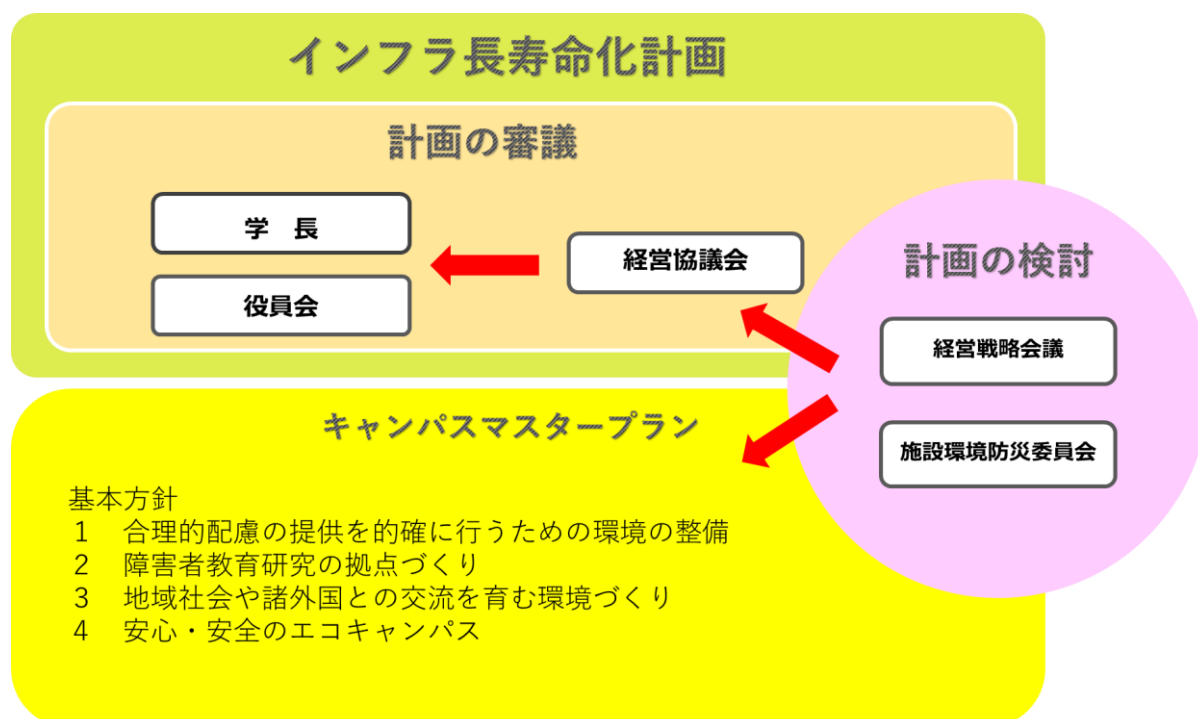 インフラ長寿命化計画
計画の審議
学 長
役員会
経営協議会
計画の検討
経営戦略会議
施設環境防災委員会
キャンパスマスタープラン
基本方針
1 合理的配慮の提供を的確に行うための環境の整備
2 障害者教育研究の拠点づくり
3 地域社会や諸外国との交流を育む環境づくり
4 安心・安全のエコキャンパス